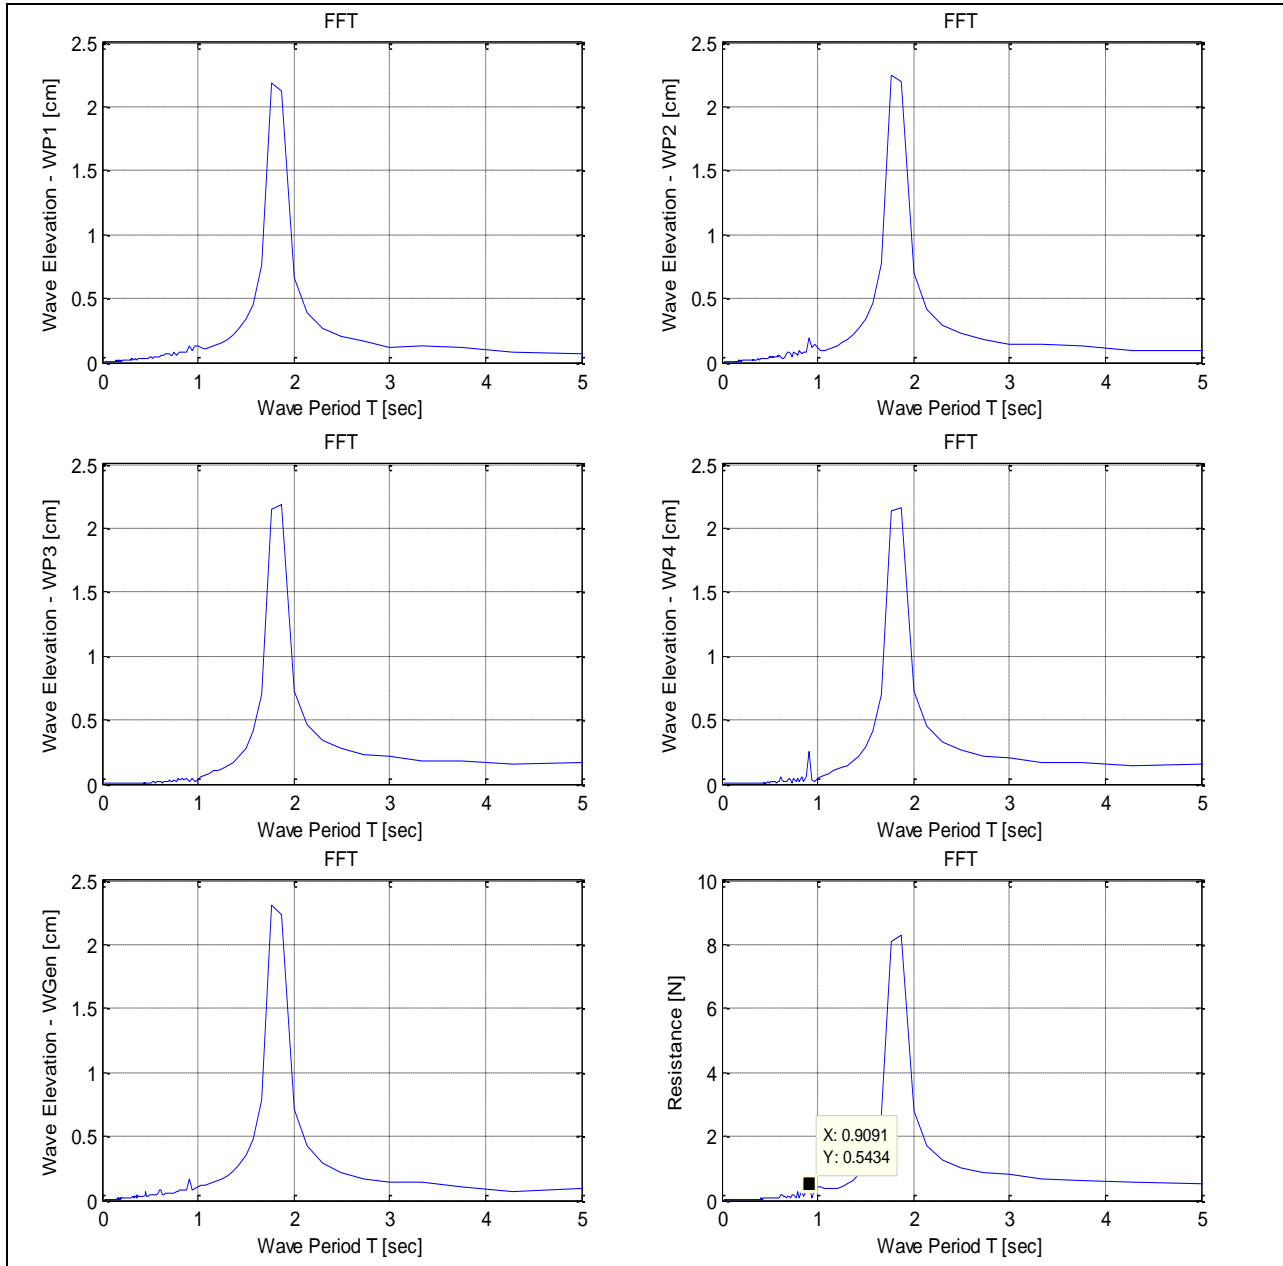 FFT
2.5
2
1.5
1
0.5
0
0 1 2 3 4 5
Wave Elevation - WP1 [cm]
Wave Period T [sec]
FFT
2.5
2
1.5
1
0.5
0
0 1 2 3 4 5
Wave Elevation - WP2 [cm]
Wave Period T [sec]
FFT
2.5
2
1.5
1
0.5
0
0 1 2 3 4 5
Wave Elevation - WP3 [cm]
Wave Period T [sec]
FFT
2.5
2
1.5
1
0.5
0
0 1 2 3 4 5
Wave Elevation - WP4 [cm]
Wave Period T [sec]
FFT
2.5
2
1.5
1
0.5
0
0 1 2 3 4 5
Wave Elevation - WGen [cm]
Wave Period T [sec]
FFT
10
8
6
4
2
0
0 1 2 3 4 5
Resistance [N]
X: 0.9091
Y: 0.5434
Wave Period T [sec]